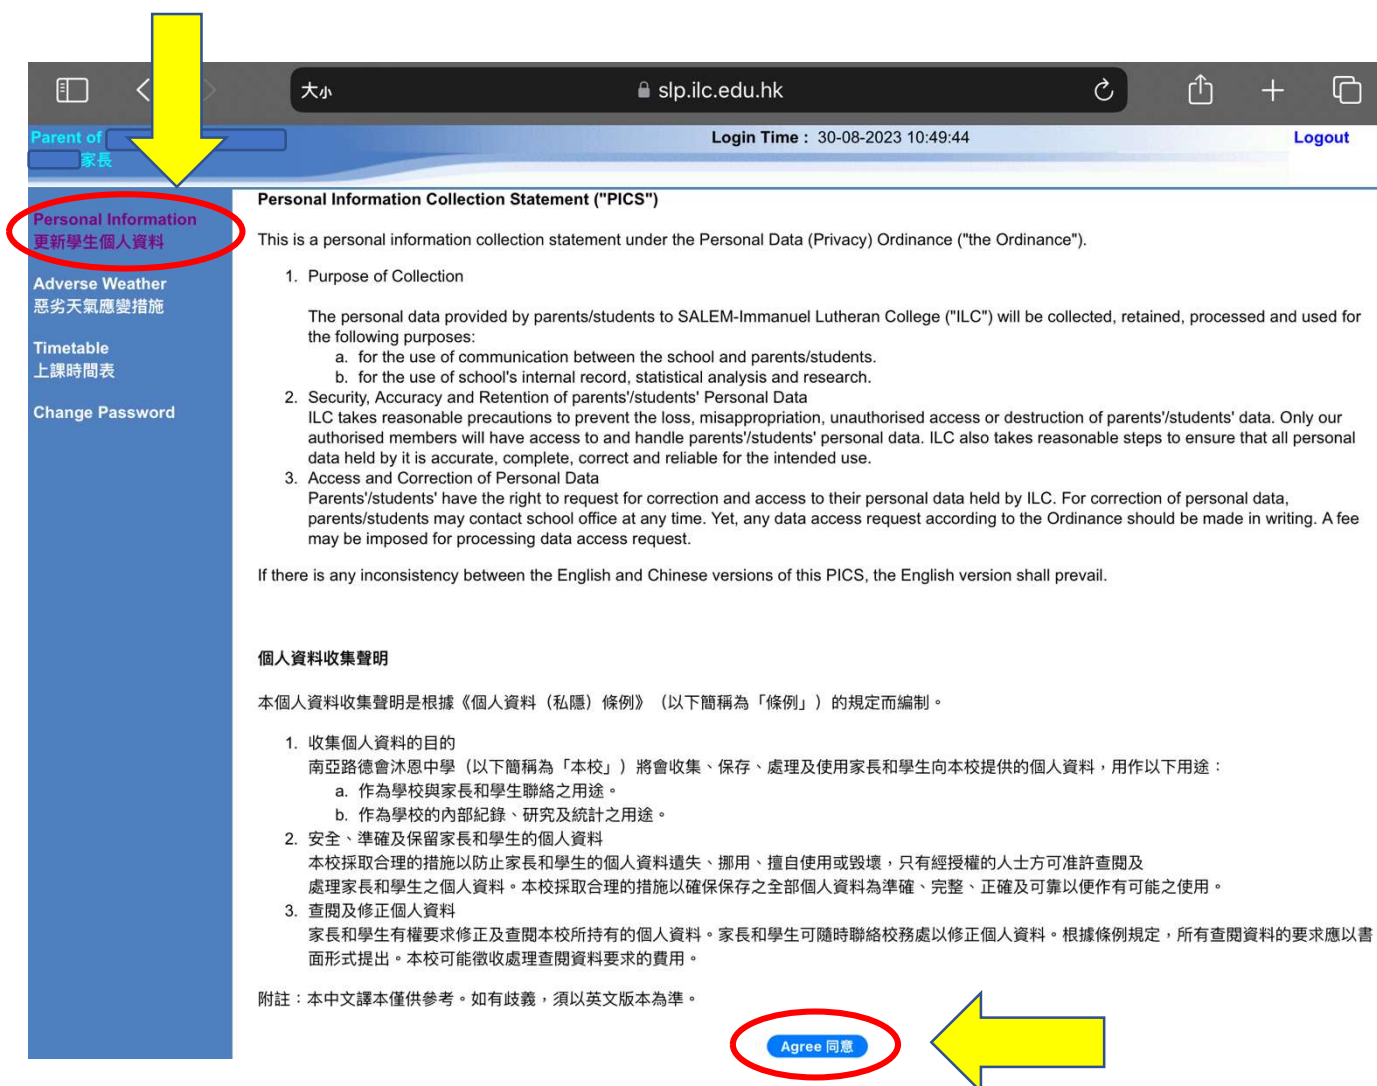 大小
slp.ilc.edu.hk
Parent of
家長
Login Time : 30-08-2023 10:49:44
Logout
Personal Information
更新學生個人資料
Adverse Weather
惡劣天氣應變措施
Timetable
上課時間表
Change Password
Personal Information Collection Statement ("PICS")
This is a personal information collection statement under the Personal Data (Privacy) Ordinance ("the Ordinance").
1. Purpose of Collection
The personal data provided by parents/students to SALEM-Immanuel Lutheran College ("ILC") will be collected, retained, processed and used for
the following purposes:
a. for the use of communication between the school and parents/students.
b. for the use of school's internal record, statistical analysis and research.
2. Security, Accuracy and Retention of parents'/students' Personal Data
ILC takes reasonable precautions to prevent the loss, misappropriation, unauthorised access or destruction of parents'/students' data. Only our
authorised members will have access to and handle parents'/students' personal data. ILC also takes reasonable steps to ensure that all personal
data held by it is accurate, complete, correct and reliable for the intended use.
3. Access and Correction of Personal Data
Parents'/students' have the right to request for correction and access to their personal data held by ILC. For correction of personal data,
parents/students may contact school office at any time. Yet, any data access request according to the Ordinance should be made in writing. A fee
may be imposed for processing data access request.
If there is any inconsistency between the English and Chinese versions of this PICS, the English version shall prevail.
個人資料收集聲明
本個人資料收集聲明是根據《個人資料（私隱）條例》（以下簡稱為「條例」）的規定而編制。
1. 收集個人資料的目的
南亞路德會沐恩中學（以下簡稱為「本校」）將會收集、保存、處理及使用家長和學生向本校提供的個人資料，用作以下用途：
a. 作為學校與家長和學生聯絡之用途。
b. 作為學校的內部紀錄、研究及統計之用途。
2. 安全、準確及保留家長和學生的個人資料
本校採取合理的措施以防止家長和學生的個人資料遺失、挪用、擅自使用或毀壞，只有經授權的人士方可准許查閱及
處理家長和學生之個人資料。本校採取合理的措施以確保保存之全部個人資料為準確、完整、正確及可靠以便作有可能之使用。
3. 查閱及修正個人資料
家長和學生有權要求修正及查閱本校所持有的個人資料。家長和學生可隨時聯絡校務處以修正個人資料。根據條例規定，所有查閱資料的要求應以書
面形式提出。本校可能徵收處理查閱資料要求的費用。
附註：本中文譯本僅供參考。如有歧義，須以英文版本為準。
Agree 同意